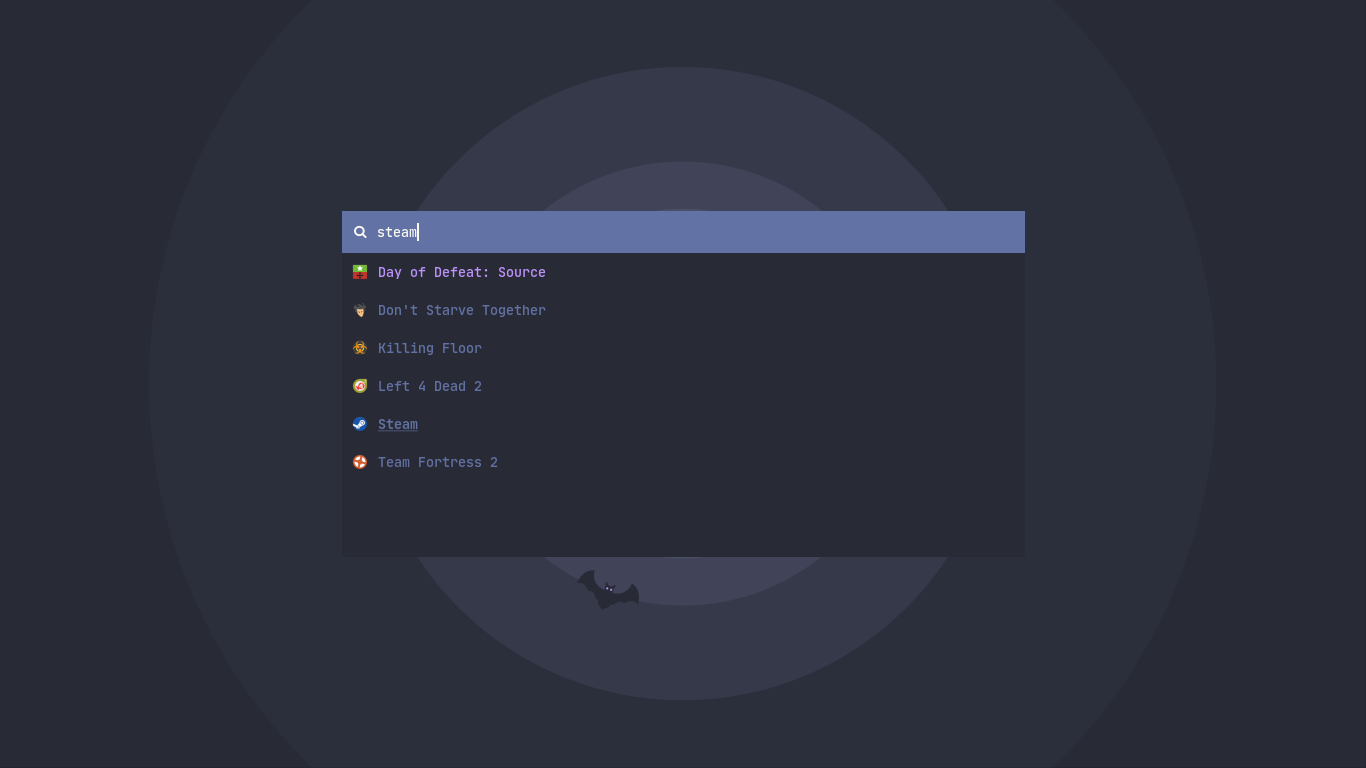 steam
Day of Defeat: Source
Don't Starve Together
Killing Floor
Left 4 Dead 2
Steam
Team Fortress 2